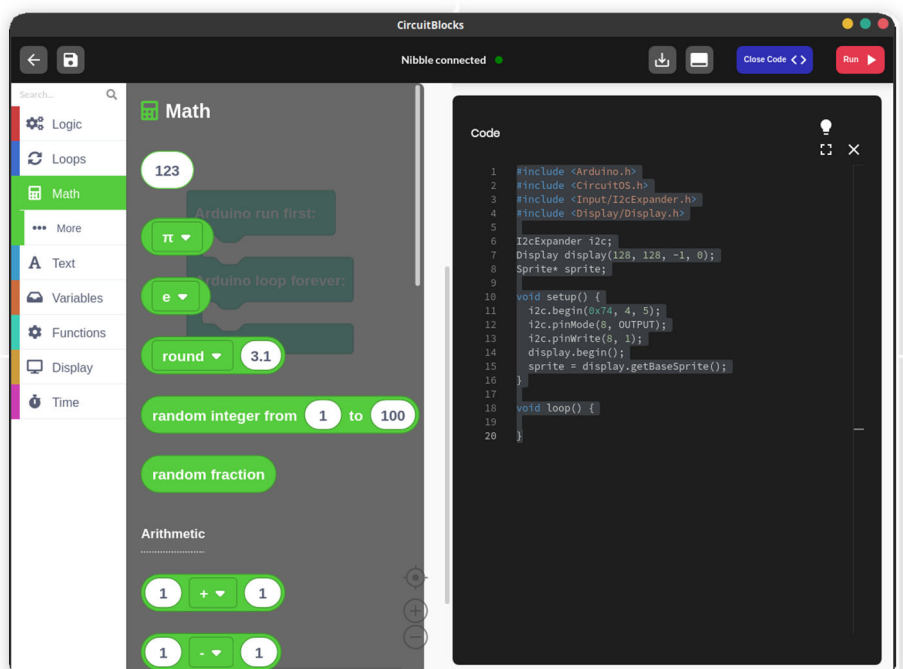 CircuitBlocks
Nibble connected
Close Code < >
Run
Search...
Logic
Loops
Math
More
Text
Variables
Functions
Display
Time
Math
123
Arduino run first:
π
Arduino loop forever:
e
round 3.1
random integer from 1 to 100
random fraction
Arithmetic
1 + 1
1 - 1
Code
1 #include <Arduino.h>
2 #include <CircuitOS.h>
3 #include <Input/I2cExpander.h>
4 #include <Display/Display.h>
5
6 I2cExpander i2c;
7 Display display(128, 128, -1, 0);
8 Sprite* sprite;
9
10 void setup() {
11 i2c.begin(0x74, 4, 5);
12 i2c.pinMode(8, OUTPUT);
13 i2c.pinWrite(8, 1);
14 display.begin();
15 sprite = display.getBaseSprite();
16 }
17
18 void loop() {
19
20 }